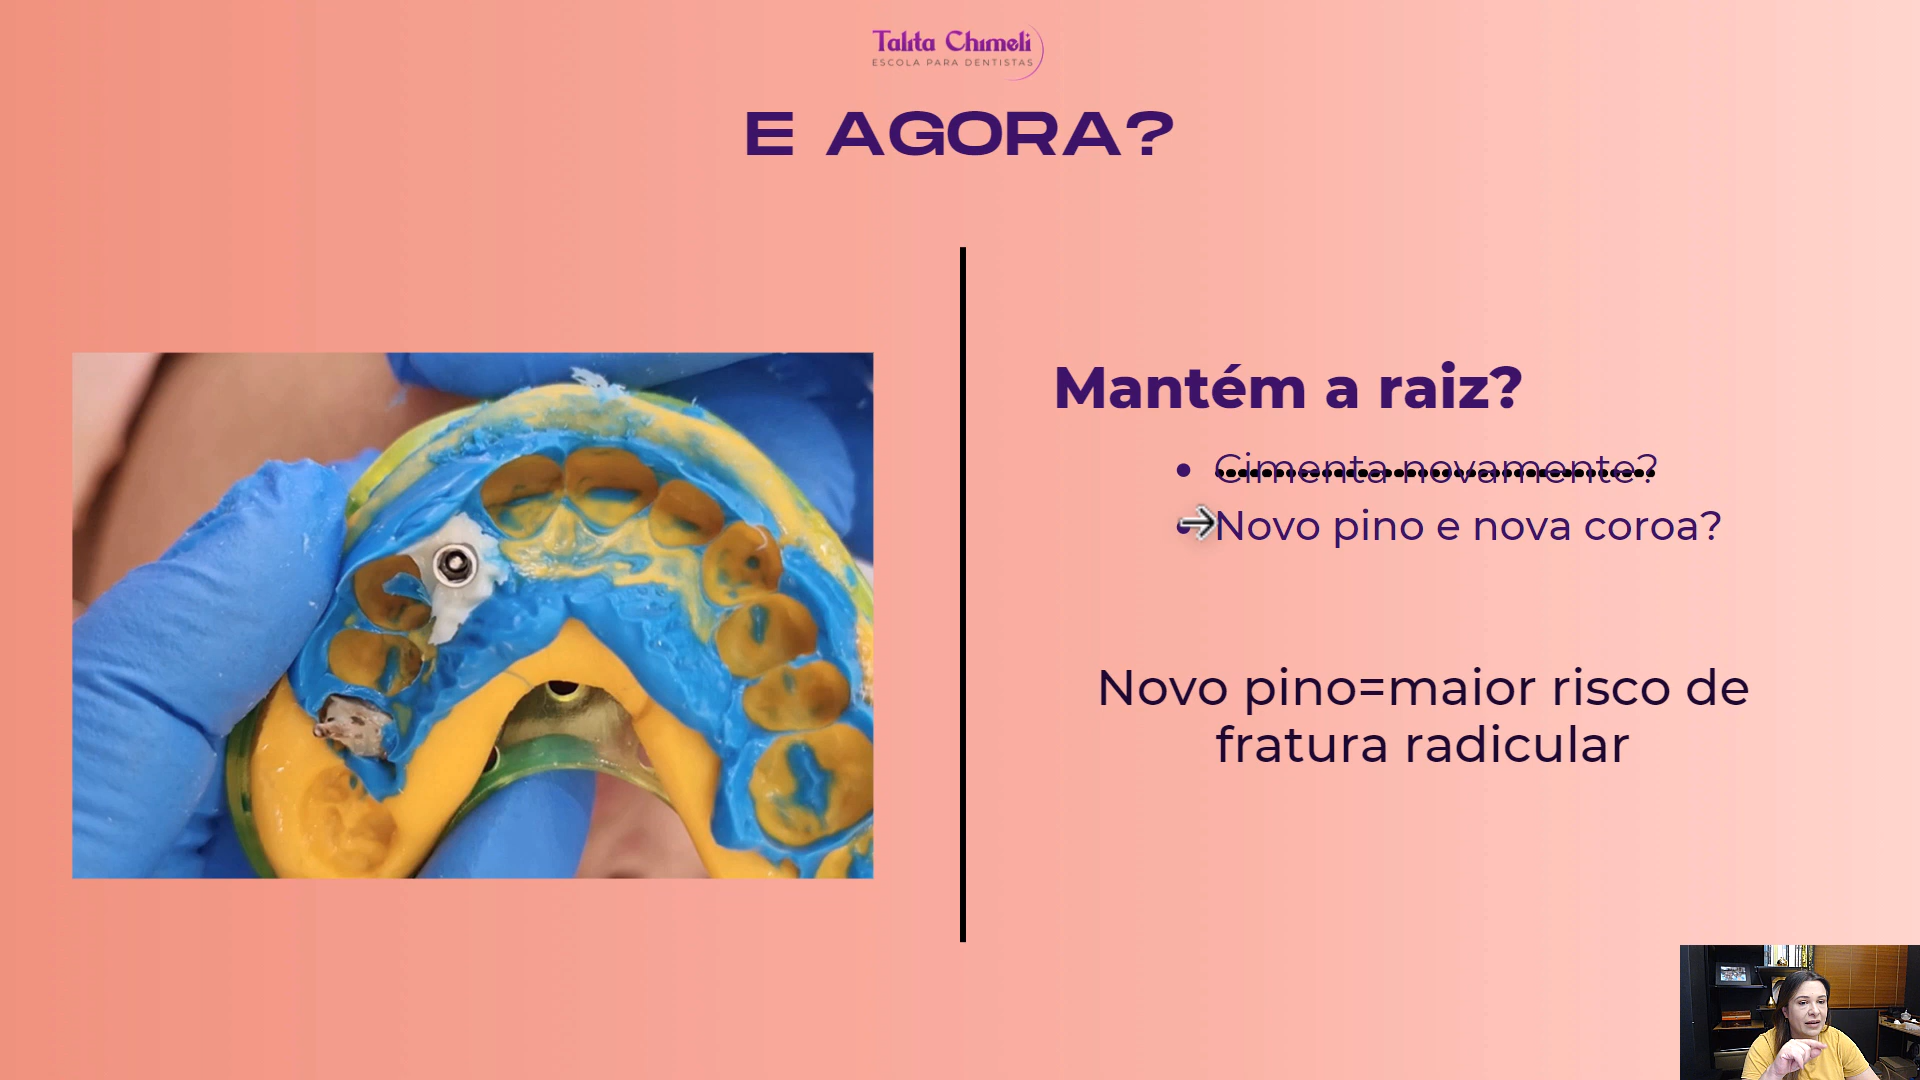 Talita Chimeli
ESCOLA PARA DENTISTAS
E AGORA?
Mantém a raiz?
• Cimenta novamente?
• Novo pino e nova coroa?
Novo pino=maior risco de
fratura radicular